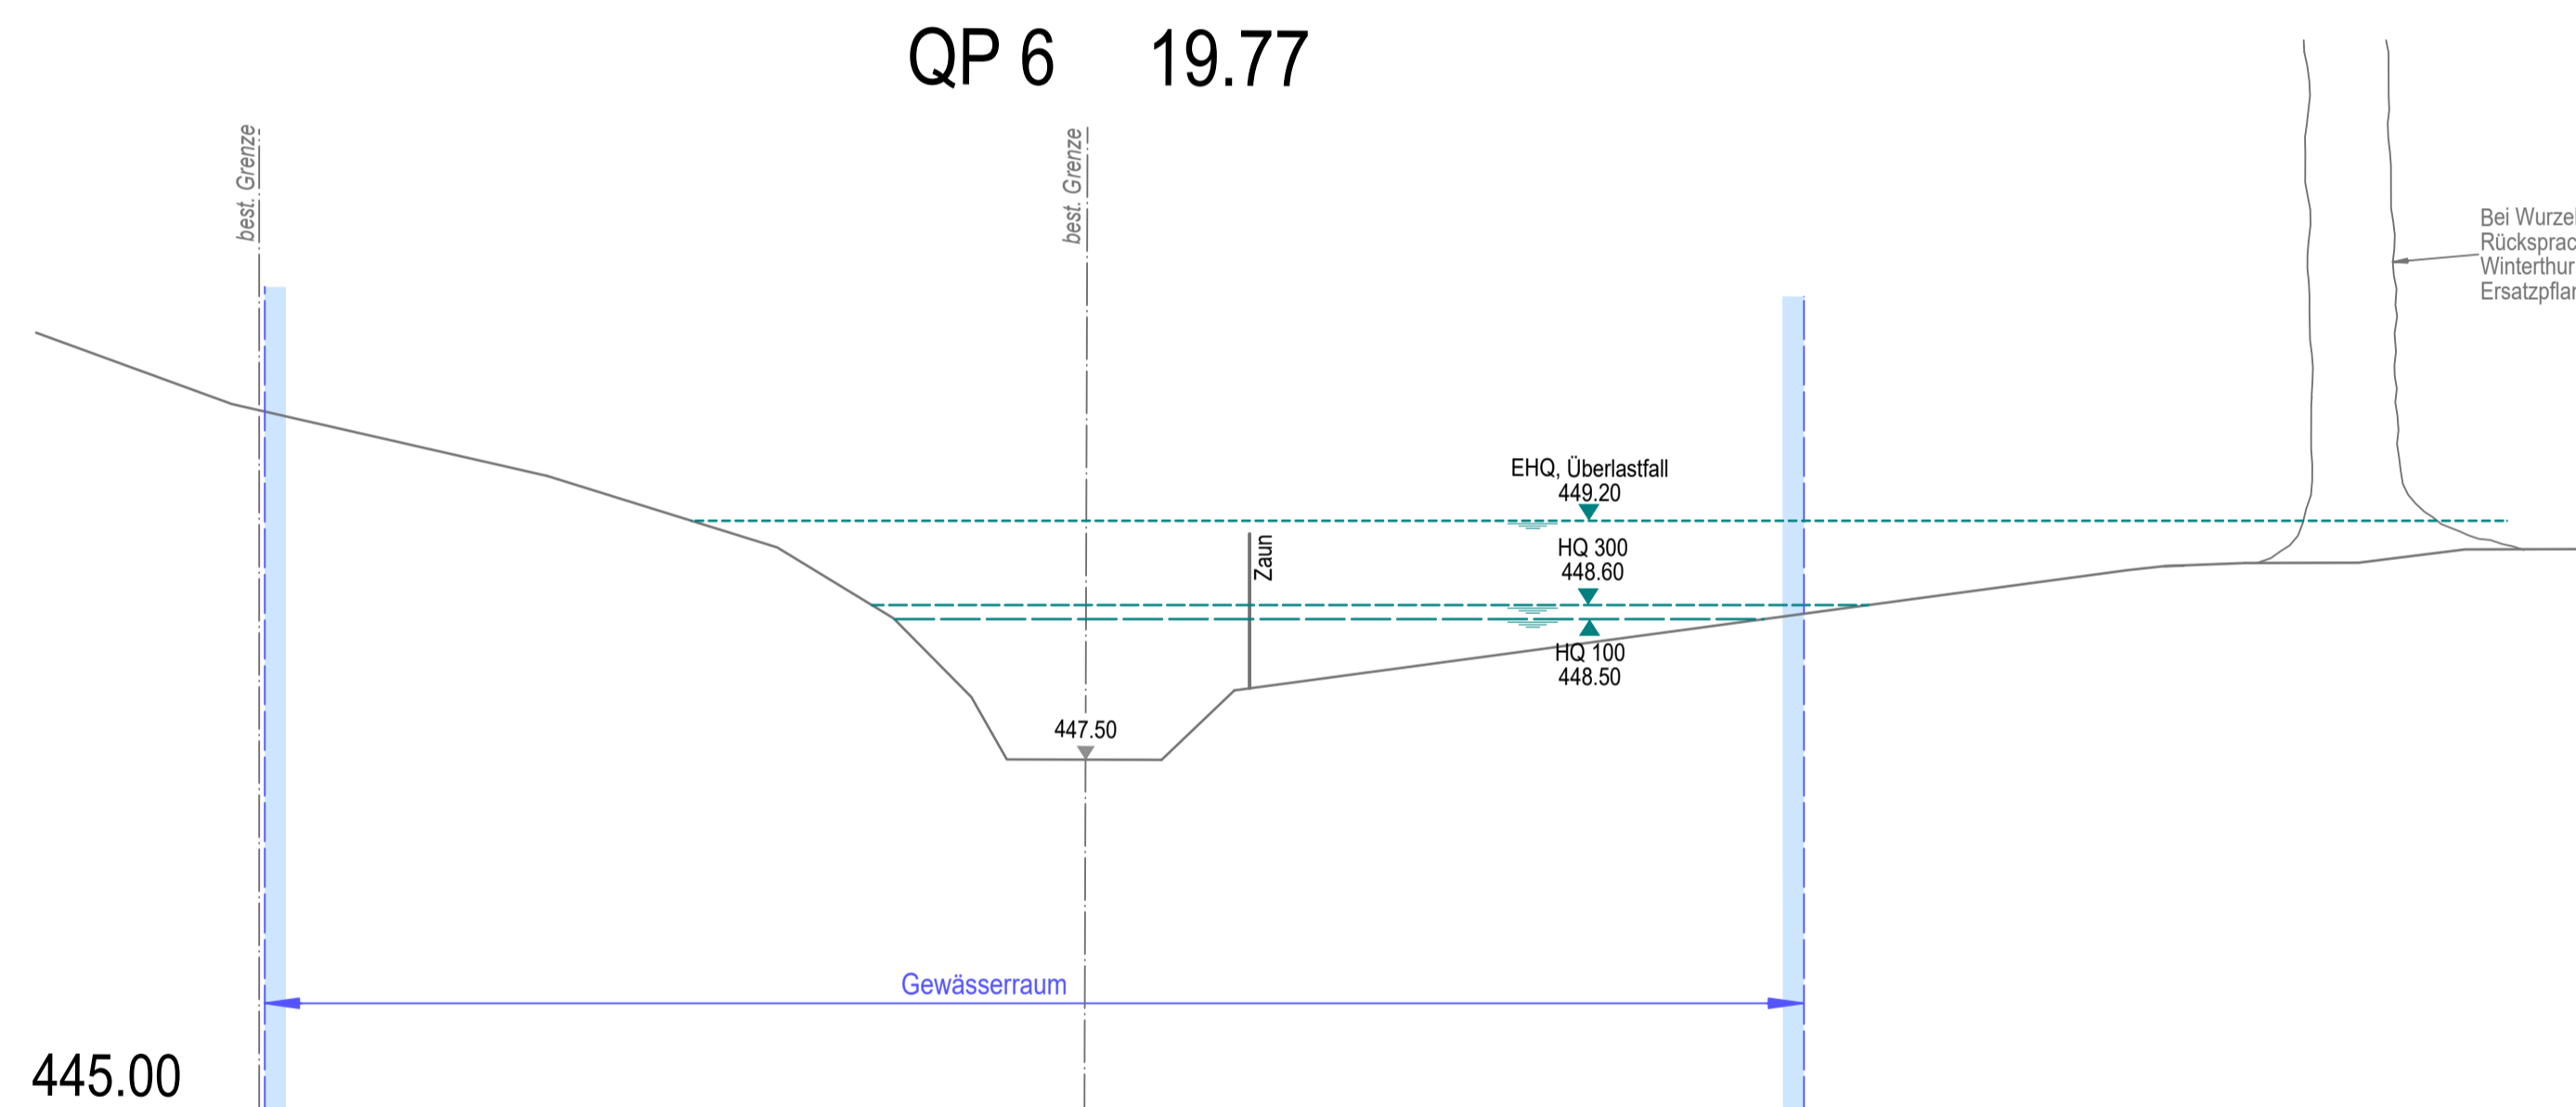 QP 6 19.77
best. Grenze
best. Grenze
Bei Wurzel
Rücksprac
Winterthur
Ersatzpflan
EHQ, Überlastfall
449.20
Zaun
HQ 300
448.60
HQ 100
448.50
447.50
Gewässerraum
445.00